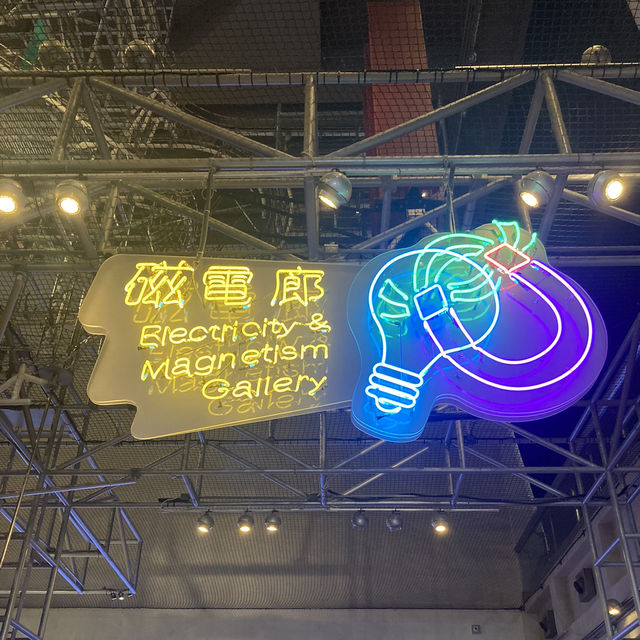 磁電廊
Electricity &
Magnetism
Gallery